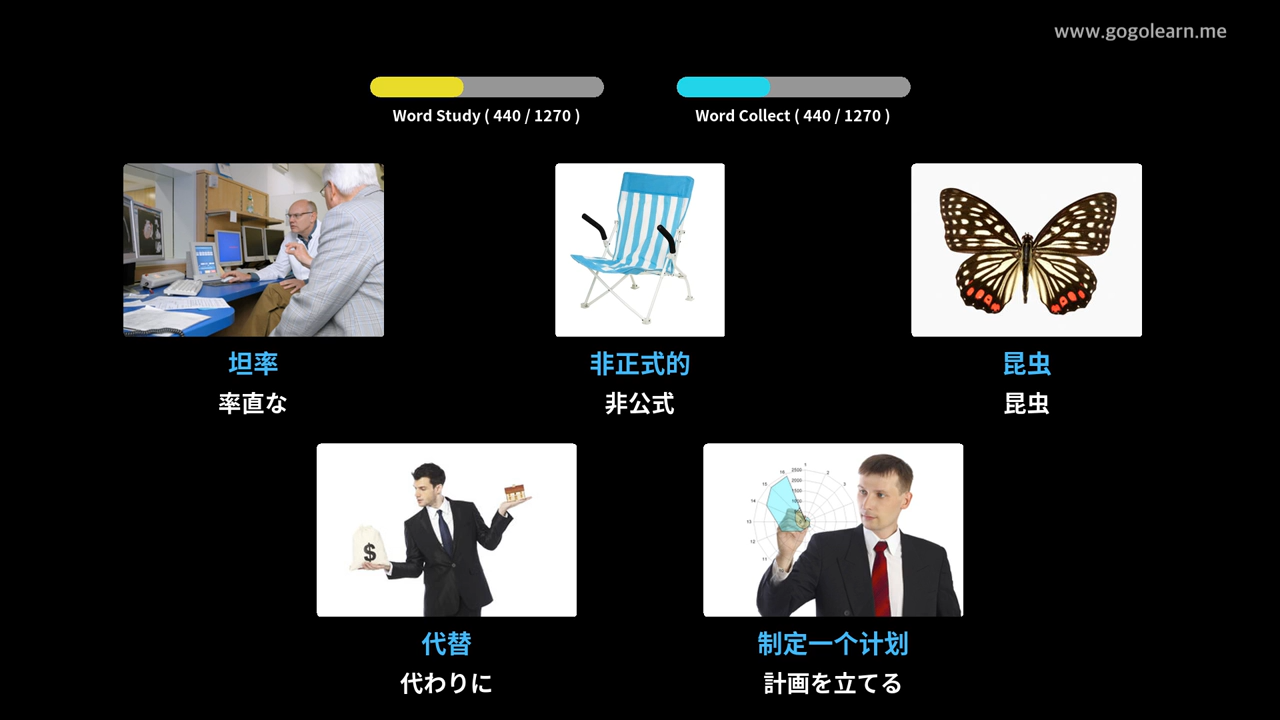 www.gogolearn.me
Word Study ( 440 / 1270 )
Word Collect ( 440 / 1270 )
坦率
率直な
非正式的
非公式
昆虫
昆虫
$
代替
代わりに
制定一个计划
計画を立てる